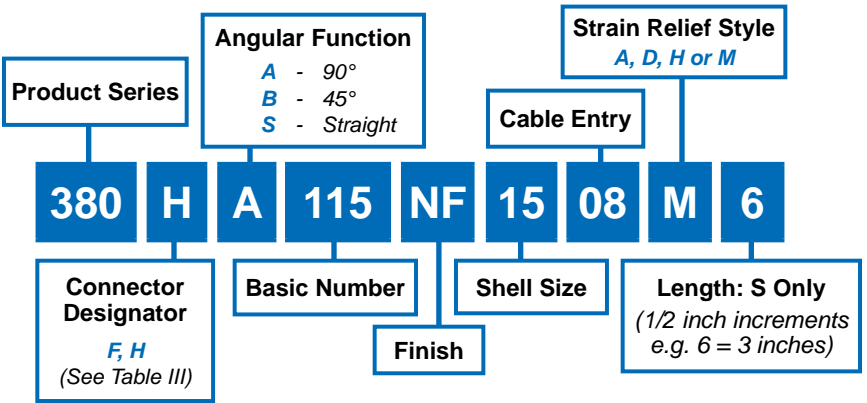 Product Series
Angular Function
A - 90°
B - 45°
S - Straight
Cable Entry
Strain Relief Style
A, D, H or M
380 H A 115 NF 15 08 M 6
Connector
Designator
F, H
(See Table III)
Basic Number
Finish
Shell Size
Length: S Only
(1/2 inch increments
e.g. 6 = 3 inches)